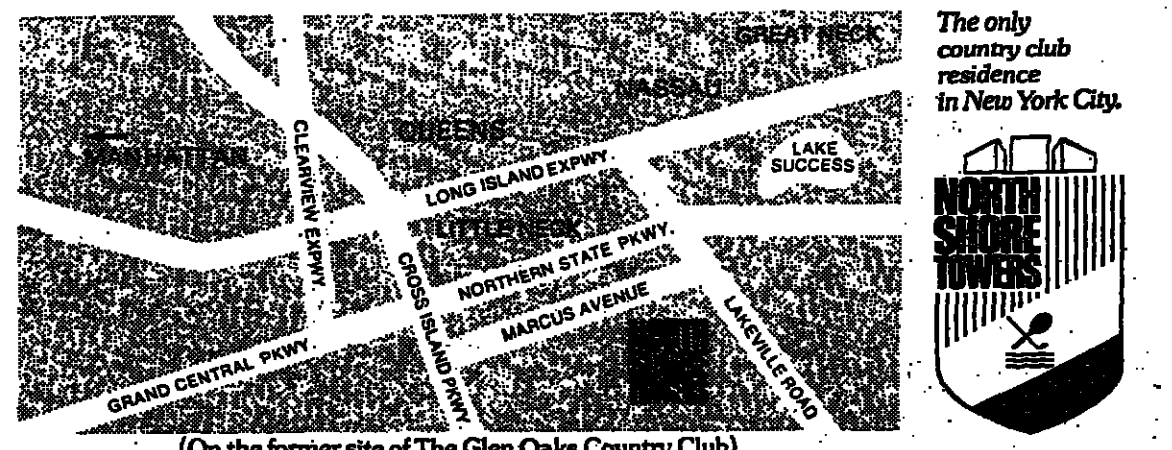 GREAT NECK
NASSAU
QUEENS
MANHATTAN
CLEARVIEW EXPWY.
LONG ISLAND EXPWY.
LAKE
SUCCESS
LITTLE NECK
NORTHERN STATE PKWY.
CROSS ISLAND PKWY.
MARCUS AVENUE
LAKEVILLE ROAD
GRAND CENTRAL PKWY.
(On the former site of The Glen Oaks Country Club)
The only
country club
residence
in New York City.
NORTH
SHORE
TOWERS